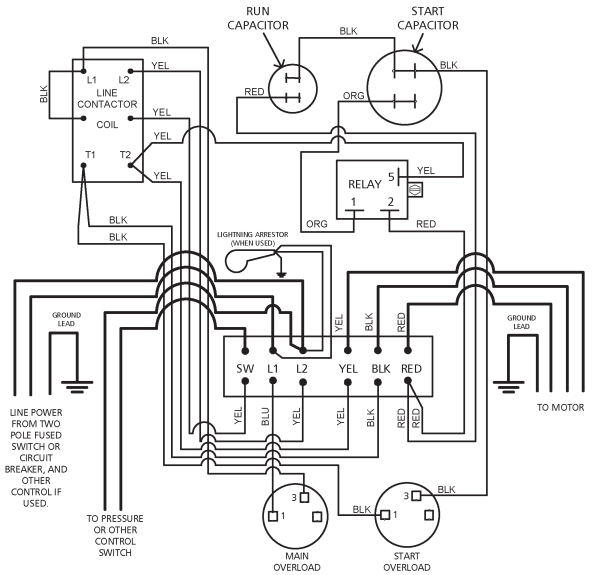 RUN
CAPACITOR
START
CAPACITOR
BLK
BLK
BLK
YEL
L1
L2
LINE
CONTACTOR
COIL
BLK
RED
ORG
YEL
YEL
T1
T2
YEL
RELAY
5
YEL
1
2
ORG
RED
BLK
BLK
LIGHTNING ARRESTOR
(WHEN USED)
GROUND
LEAD
YEL
BLK
RED
GROUND
LEAD
SW
L1
L2
YEL
BLK
RED
YEL
BLU
YEL
YEL
BLK
RED
RED
LINE POWER
FROM TWO
POLE FUSED
SWITCH OR
CIRCUIT
BREAKER, AND
OTHER
CONTROL IF
USED.
TO MOTOR
TO PRESSURE
OR OTHER
CONTROL
SWITCH
3
1
MAIN
OVERLOAD
BLK
3
BLK
1
START
OVERLOAD